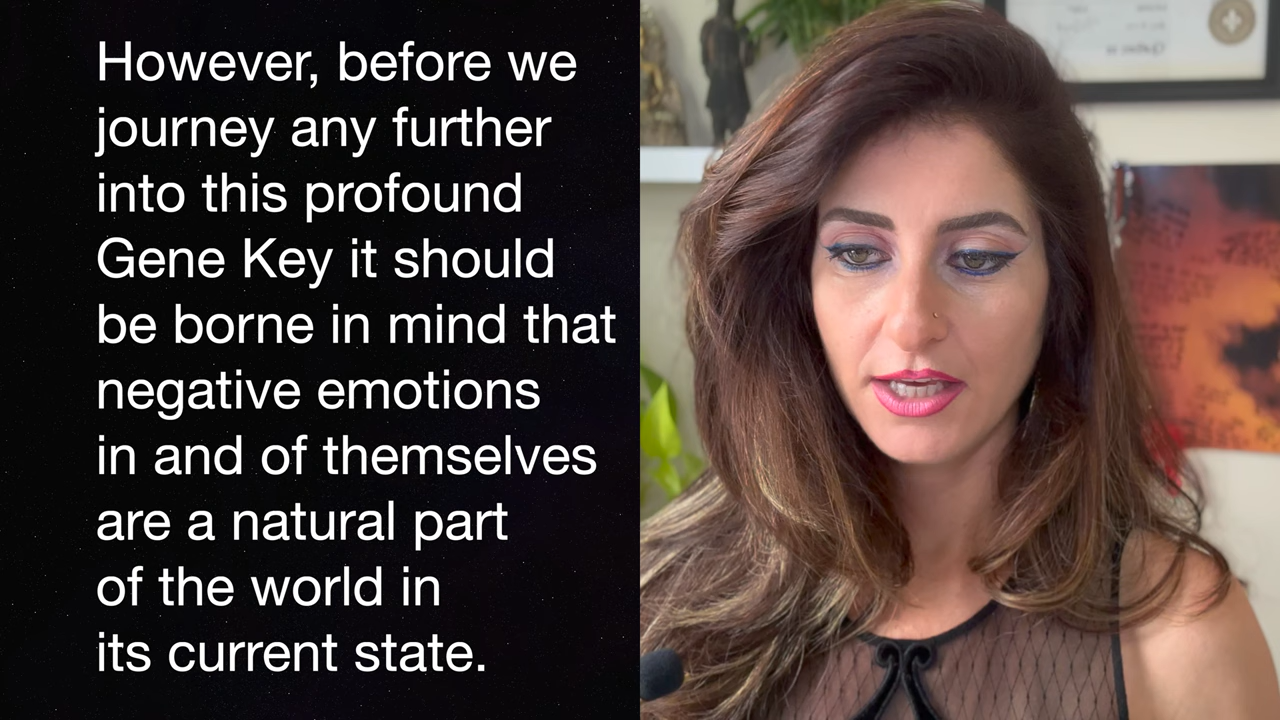 However, before we
journey any further
into this profound
Gene Key it should
be borne in mind that
negative emotions
in and of themselves
are a natural part
of the world in
its current state.